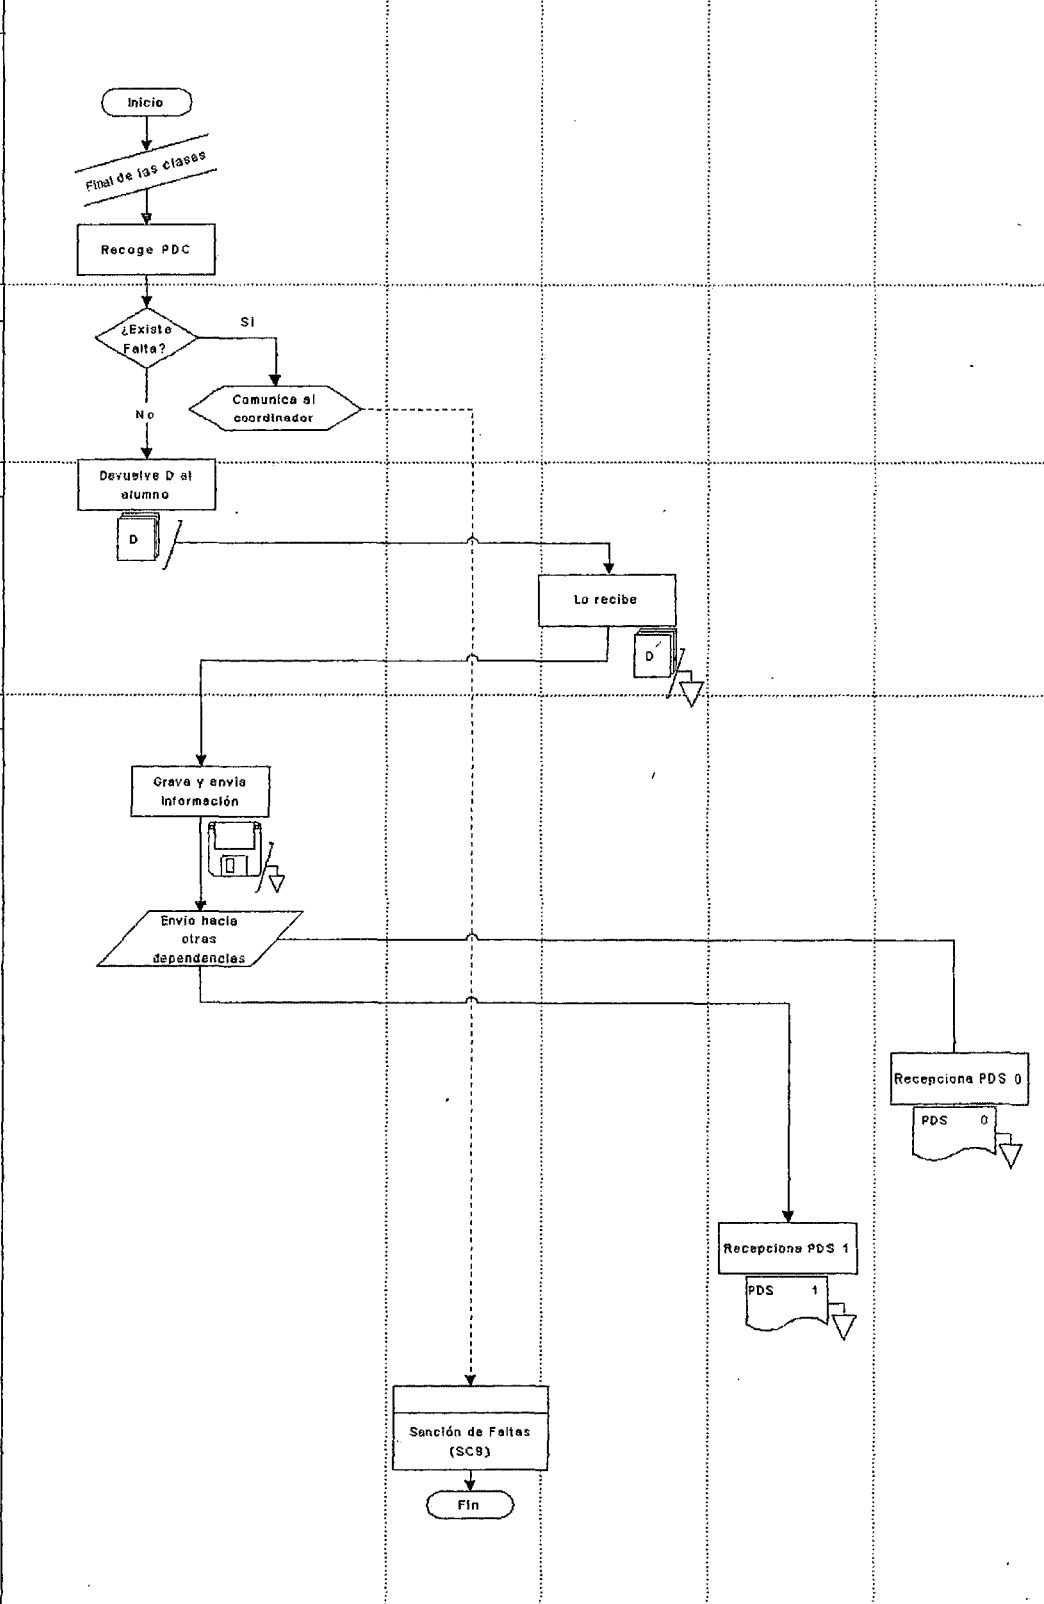 Inicio
Final de las clases
Recoge PDC
¿Existe
Falta?
Si
Comunica al
coordinador
No
Devuelve D al
alumno
D
Lo recibe
D´
Grava y envia
Información
Envio hacia
otras
dependencias
Recepciona PDS 0
PDS 0
Recepciona PDS 1
PDS 1
Sanción de Faltas
(SC9)
Fin